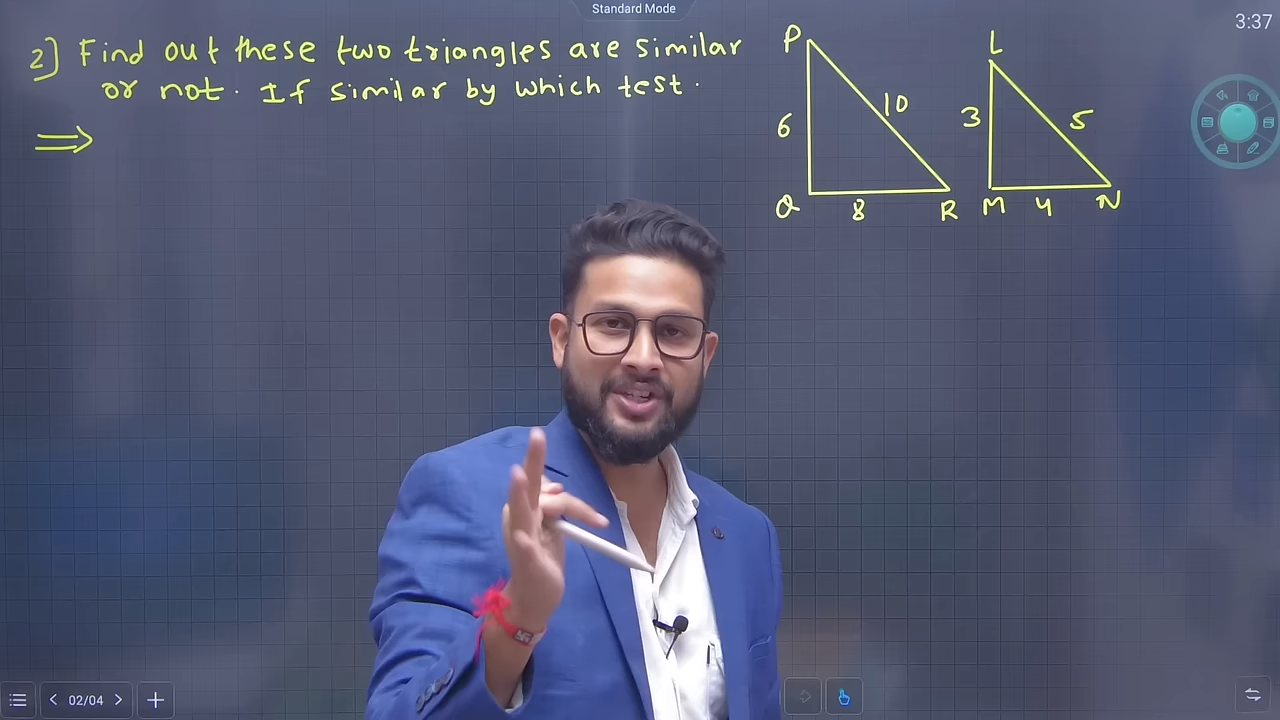 Standard Mode
3:37
2] Find out these two triangles are similar
or not. If similar by which test.
⇒
P
6
10
Q
8
R
L
3
5
M
4
N
02/04